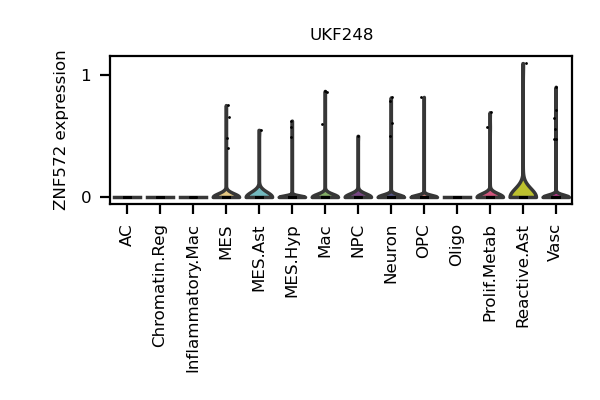 UKF248
ZNF572 expression
1
0
AC
Chromatin.Reg
Inflammatory.Mac
MES
MES.Ast
MES.Hyp
Mac
NPC
Neuron
OPC
Oligo
Prolif.Metab
Reactive.Ast
Vasc